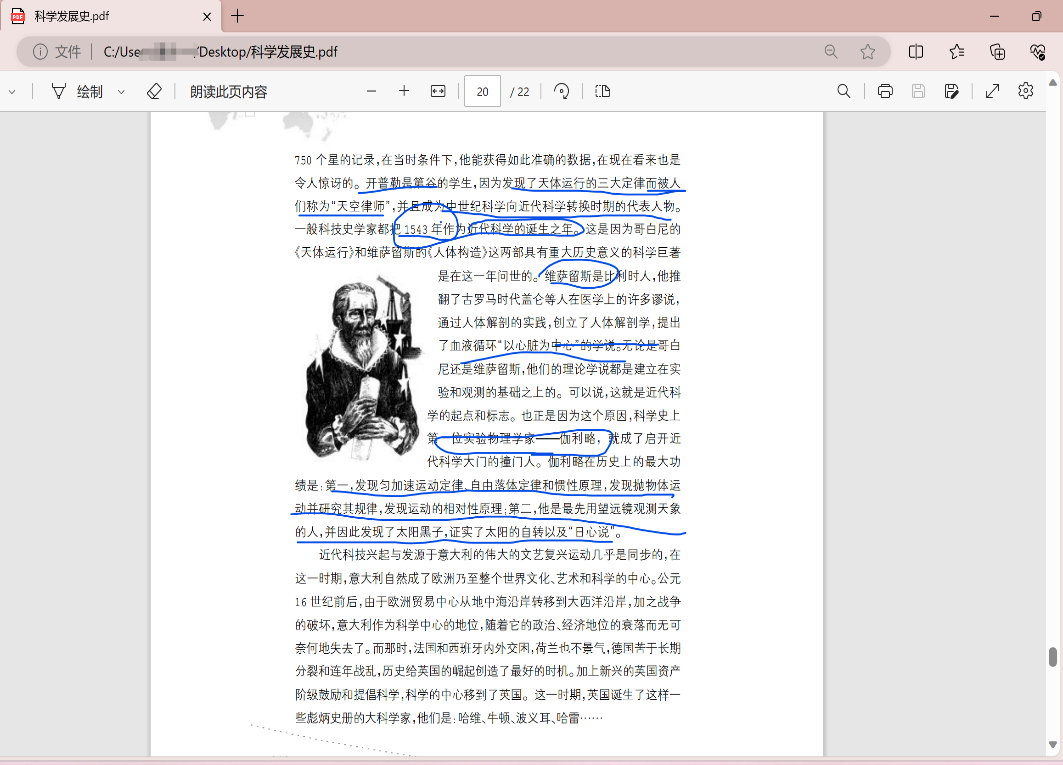 科学发展史.pdf
文件
C:/Use /Desktop/科学发展史.pdf
绘制
朗读此页内容
20 / 22
750 个星的记录,在当时条件下,他能获得如此准确的数据,在现在看来也是
令人惊讶的。开普勒是第谷的学生,因为发现了天体运行的三大定律而被人
们称为“天空律师”,并且成为中世纪科学向近代科学转换时期的代表人物。
一般科技史学家都把 1543 年作为近代科学的诞生之年。这是因为哥白尼的
《天体运行》和维萨留斯的《人体构造》这两部具有重大历史意义的科学巨著
是在这一年问世的。维萨留斯是比利时人,他推
翻了古罗马时代盖仑等人在医学上的许多谬说,
通过人体解剖的实践,创立了人体解剖学,提出
了血液循环“以心脏为中心”的学说。无论是哥白
尼还是维萨留斯,他们的理论学说都是建立在实
验和观测的基础之上的。可以说,这就是近代科
学的起点和标志。也正是因为这个原因,科学史上
第一位实验物理学家——伽利略,就成了启开近
代科学大门的撞门人。伽利略在历史上的最大功
绩是:第一,发现匀加速运动定律、自由落体定律和惯性原理,发现抛物体运
动并研究其规律,发现运动的相对性原理;第二,他是最先用望远镜观测天象
的人,并因此发现了太阳黑子,证实了太阳的自转以及“日心说”。
近代科技兴起与发源于意大利的伟大的文艺复兴运动几乎是同步的,在
这一时期,意大利自然成了欧洲乃至整个世界文化、艺术和科学的中心。公元
16 世纪前后,由于欧洲贸易中心从地中海沿岸转移到大西洋沿岸,加之战争
的破坏,意大利作为科学中心的地位,随着它的政治、经济地位的衰落而无可
奈何地失去了。而那时,法国和西班牙内外交困,荷兰也不景气,德国苦于长期
分裂和连年战乱,历史给英国的崛起创造了最好的时机。加上新兴的英国资产
阶级鼓励和提倡科学,科学的中心移到了英国。这一时期,英国诞生了这样一
些彪炳史册的大科学家,他们是:哈维、牛顿、波义耳、哈雷……